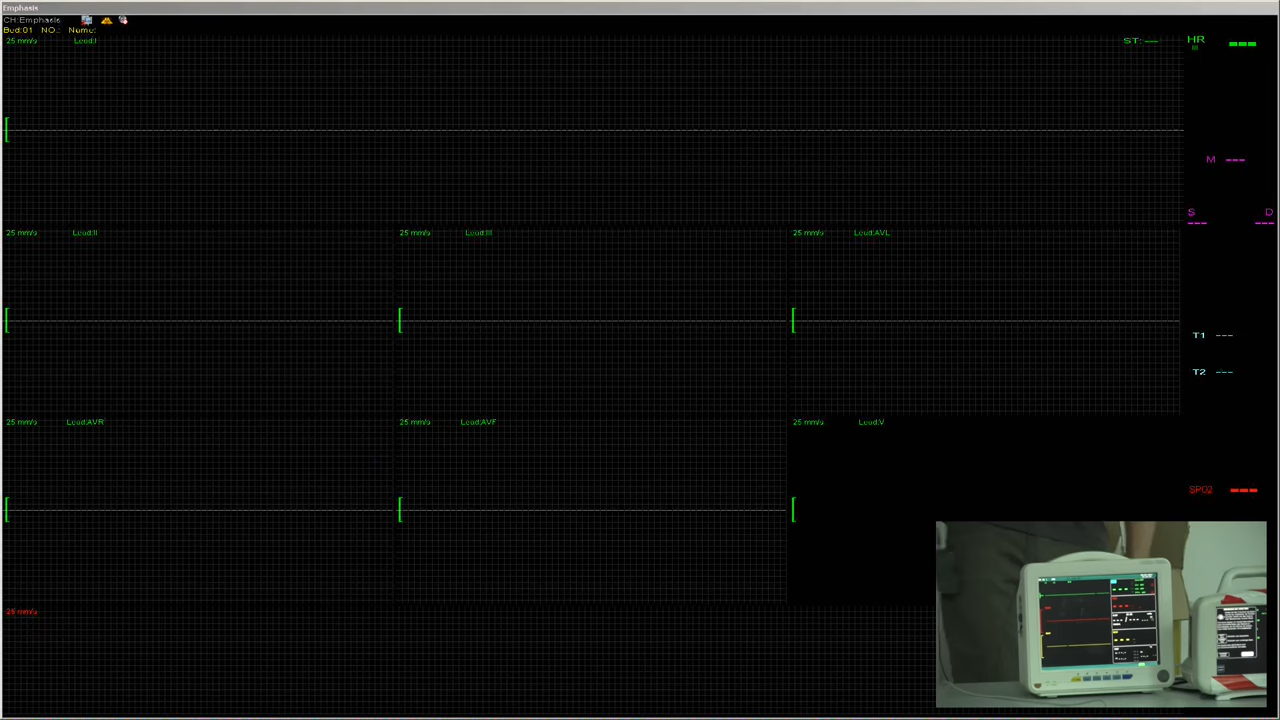 Emphasis
CH:Emphasis
Bed:01 NO.: Name:
25 mm/s Lead:I ST: --- HR ---
M ---
S D
--- ---
25 mm/s Lead:II 25 mm/s Lead:III 25 mm/s Lead:AVL
T1 ---
T2 ---
25 mm/s Lead:AVR 25 mm/s Lead:AVF 25 mm/s Lead:V
SPO2 ---
25 mm/s